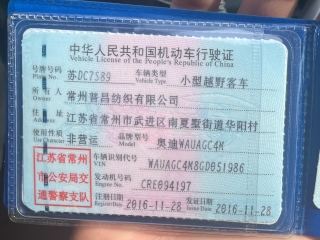 中华人民共和国机动车行驶证
Vehicle License of the People's Republic of China
号牌号码 苏DC7S89 车辆类型 小型越野客车
Plate No. Vehicle Type
所有人 常州普昌纺织有限公司
Owner
住址 江苏省常州市武进区南夏墅街道华阳村
Address
使用性质 非营运 品牌型号 奥迪WAUAGC4M
Use Character Model
江苏省常州市公安局交通警察支队
车辆识别代号 WAUAGC4M8GD051986
VIN
发动机号码 CRE094197
Engine No.
注册日期 2016-11-28 发证日期 2016-11-28
Register Date Issue Date